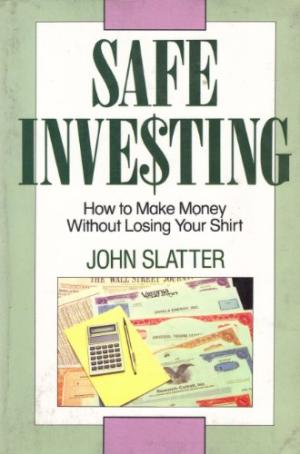 SAFE
INVE$TING
How to Make Money
Without Losing Your Shirt
JOHN SLATTER
THE WALL STREET JOURNAL